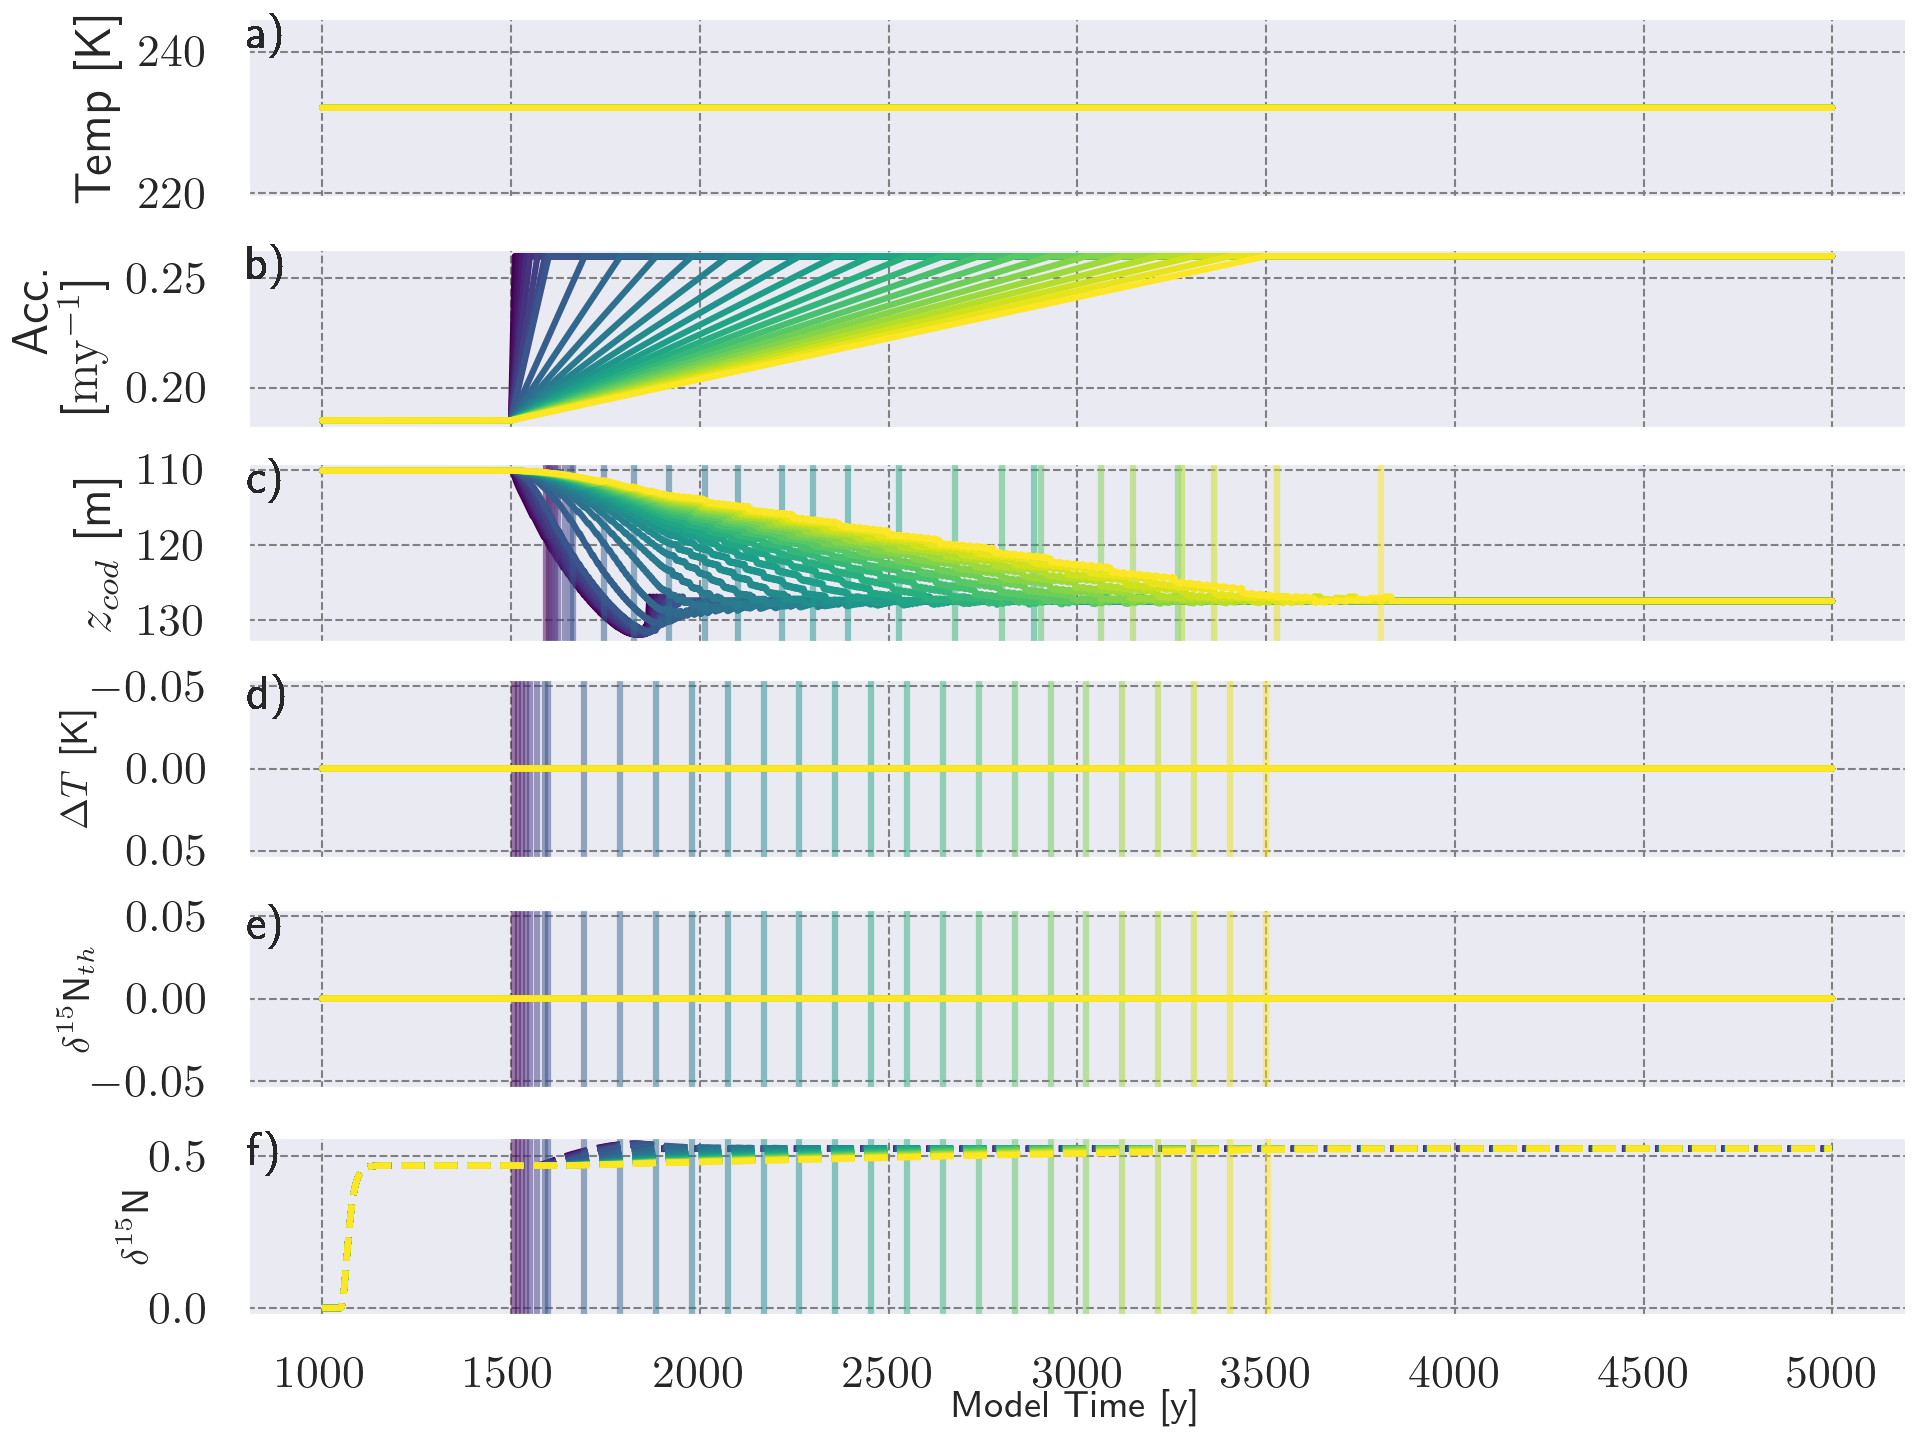 a)
Temp [K]
240
220
b)
Acc.
[my⁻¹]
0.25
0.20
c)
z_cod [m]
110
120
130
d)
ΔT [K]
−0.05
0.00
0.05
e)
δ¹⁵N_th
0.05
0.00
−0.05
f)
δ¹⁵N
0.5
0.0
1000 1500 2000 2500 3000 3500 4000 4500 5000
Model Time [y]